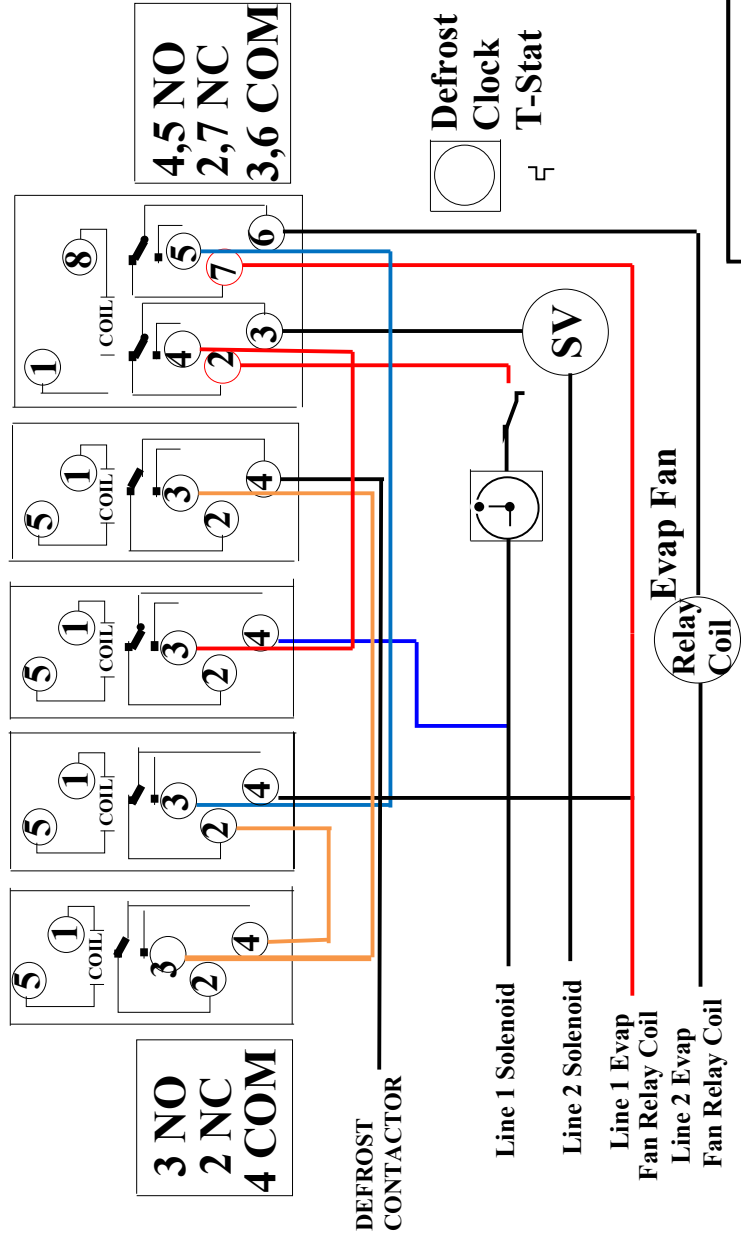 5
1
COIL
3
2
4
5
1
COIL
3
2
4
5
1
COIL
3
2
4
5
1
COIL
3
2
4
1
8
COIL
COIL
4
5
2
7
3
6
3 NO
2 NC
4 COM
4,5 NO
2,7 NC
3,6 COM
DEFROST
CONTACTOR
Defrost
Clock
T-Stat
SV
Line 1 Solenoid
Line 2 Solenoid
Line 1 Evap
Fan Relay Coil
Line 2 Evap
Fan Relay Coil
Evap Fan
Relay
Coil